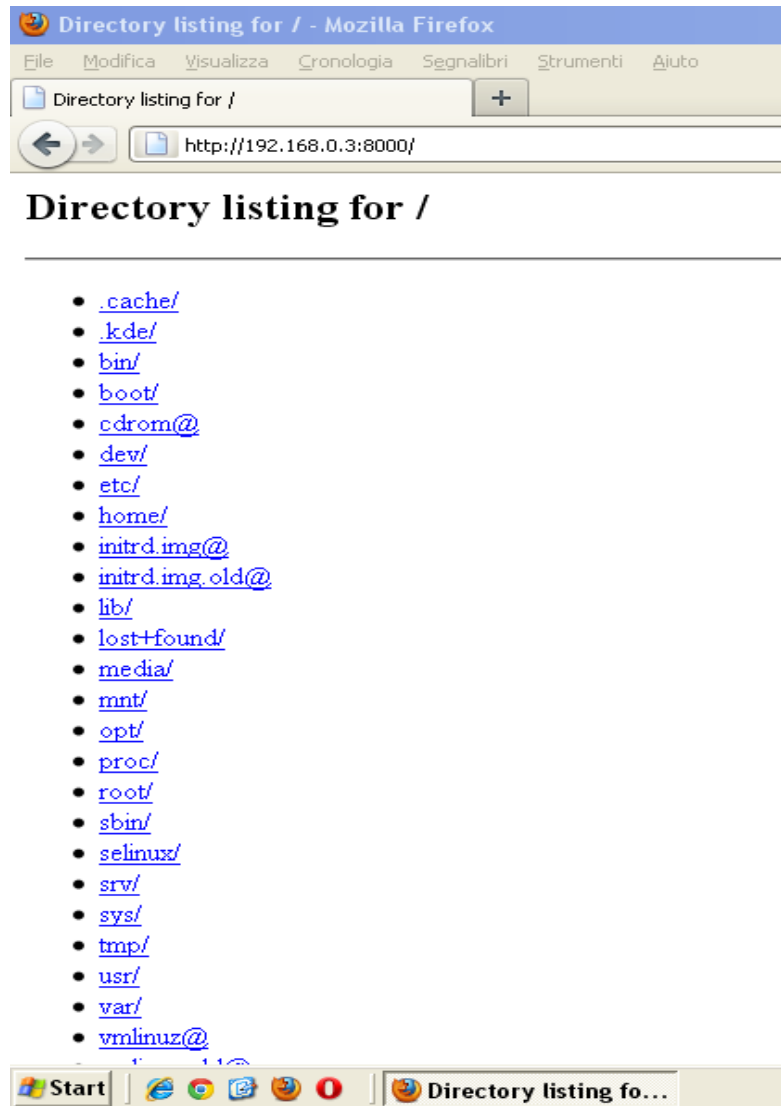 Directory listing for / - Mozilla Firefox
File Modifica Visualizza Cronologia Segnalibri Strumenti Aiuto
Directory listing for /
http://192.168.0.3:8000/
Directory listing for /
.cache/
.kde/
bin/
boot/
cdrom@
dev/
etc/
home/
initrd.img@
initrd.img.old@
lib/
lost+found/
media/
mnt/
opt/
proc/
root/
sbin/
selinux/
srv/
sys/
tmp/
usr/
var/
vmlinuz@
Start Directory listing fo...